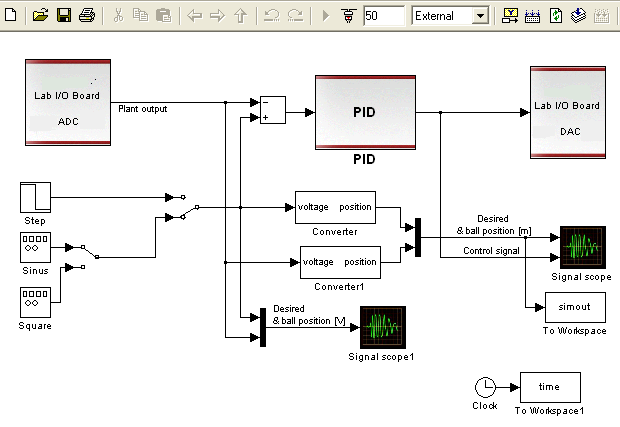 50
External
Lab I/O Board
ADC
Plant output
−
+
PID
PID
Lab I/O Board
DAC
Step
Sinus
Square
voltage position
Converter
voltage position
Converter1
Desired
& ball position [m]
Control signal
Signal scope
simout
To Workspace
Desired
& ball position [V]
Signal scope1
Clock
time
To Workspace1